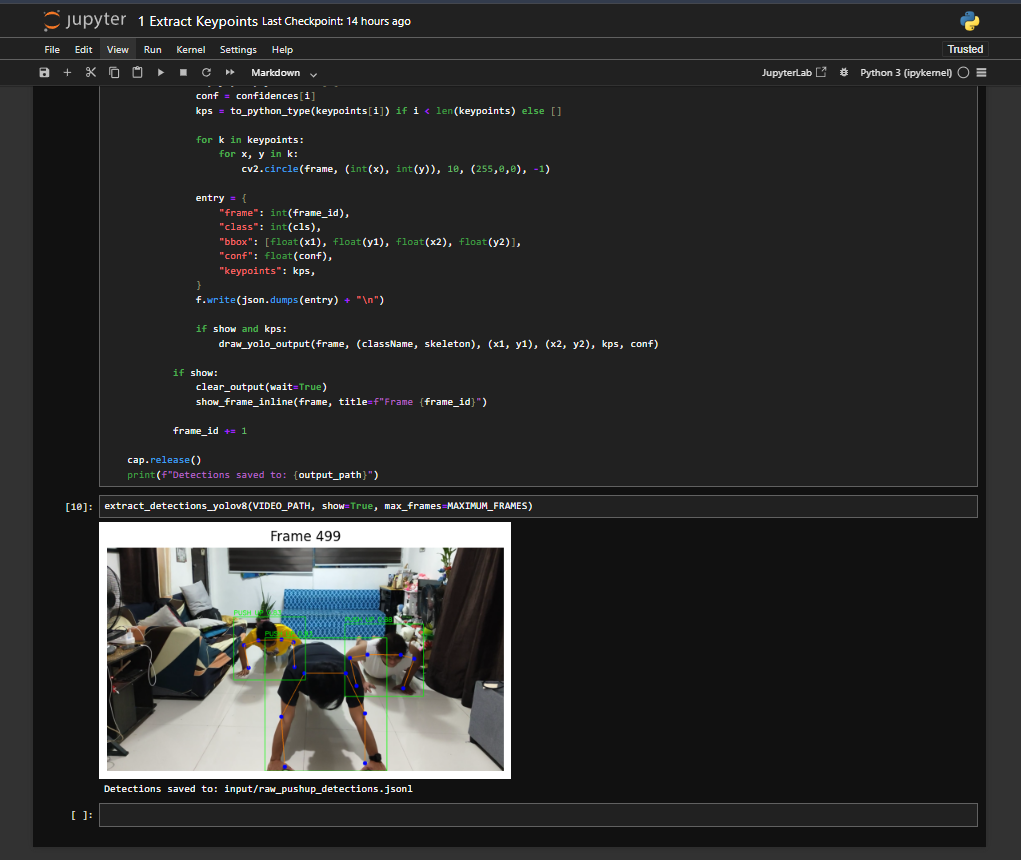 jupyter 1 Extract Keypoints Last Checkpoint: 14 hours ago
File Edit View Run Kernel Settings Help Trusted
Markdown JupyterLab Python 3 (ipykernel)
conf = confidences[i]
kps = to_python_type(keypoints[i]) if i < len(keypoints) else []
for k in keypoints:
for x, y in k:
cv2.circle(frame, (int(x), int(y)), 10, (255,0,0), -1)
entry = {
"frame": int(frame_id),
"class": int(cls),
"bbox": [float(x1), float(y1), float(x2), float(y2)],
"conf": float(conf),
"keypoints": kps,
}
f.write(json.dumps(entry) + "\n")
if show and kps:
draw_yolo_output(frame, (className, skeleton), (x1, y1), (x2, y2), kps, conf)
if show:
clear_output(wait=True)
show_frame_inline(frame, title=f"Frame {frame_id}")
frame_id += 1
cap.release()
print(f"Detections saved to: {output_path}")
[10]: extract_detections_yolov8(VIDEO_PATH, show=True, max_frames=MAXIMUM_FRAMES)
Frame 499
PUSH UP
PUSH UP
Detections saved to: input/raw_pushup_detections.jsonl
[ ]: